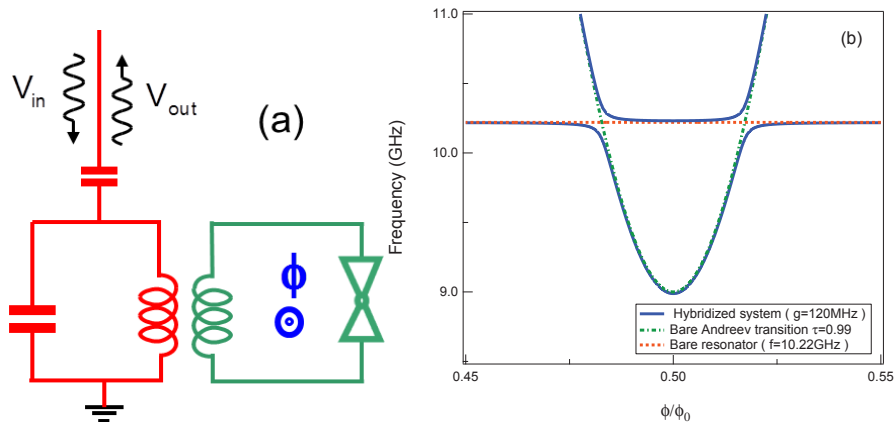 V_in
V_out
(a)
ϕ
(b)
11.0
10.0
9.0
Frequency (GHz)
Hybridized system ( g=120MHz )
Bare Andreev transition τ=0.99
Bare resonator ( f=10.22GHz )
0.45
0.50
0.55
ϕ/ϕ₀